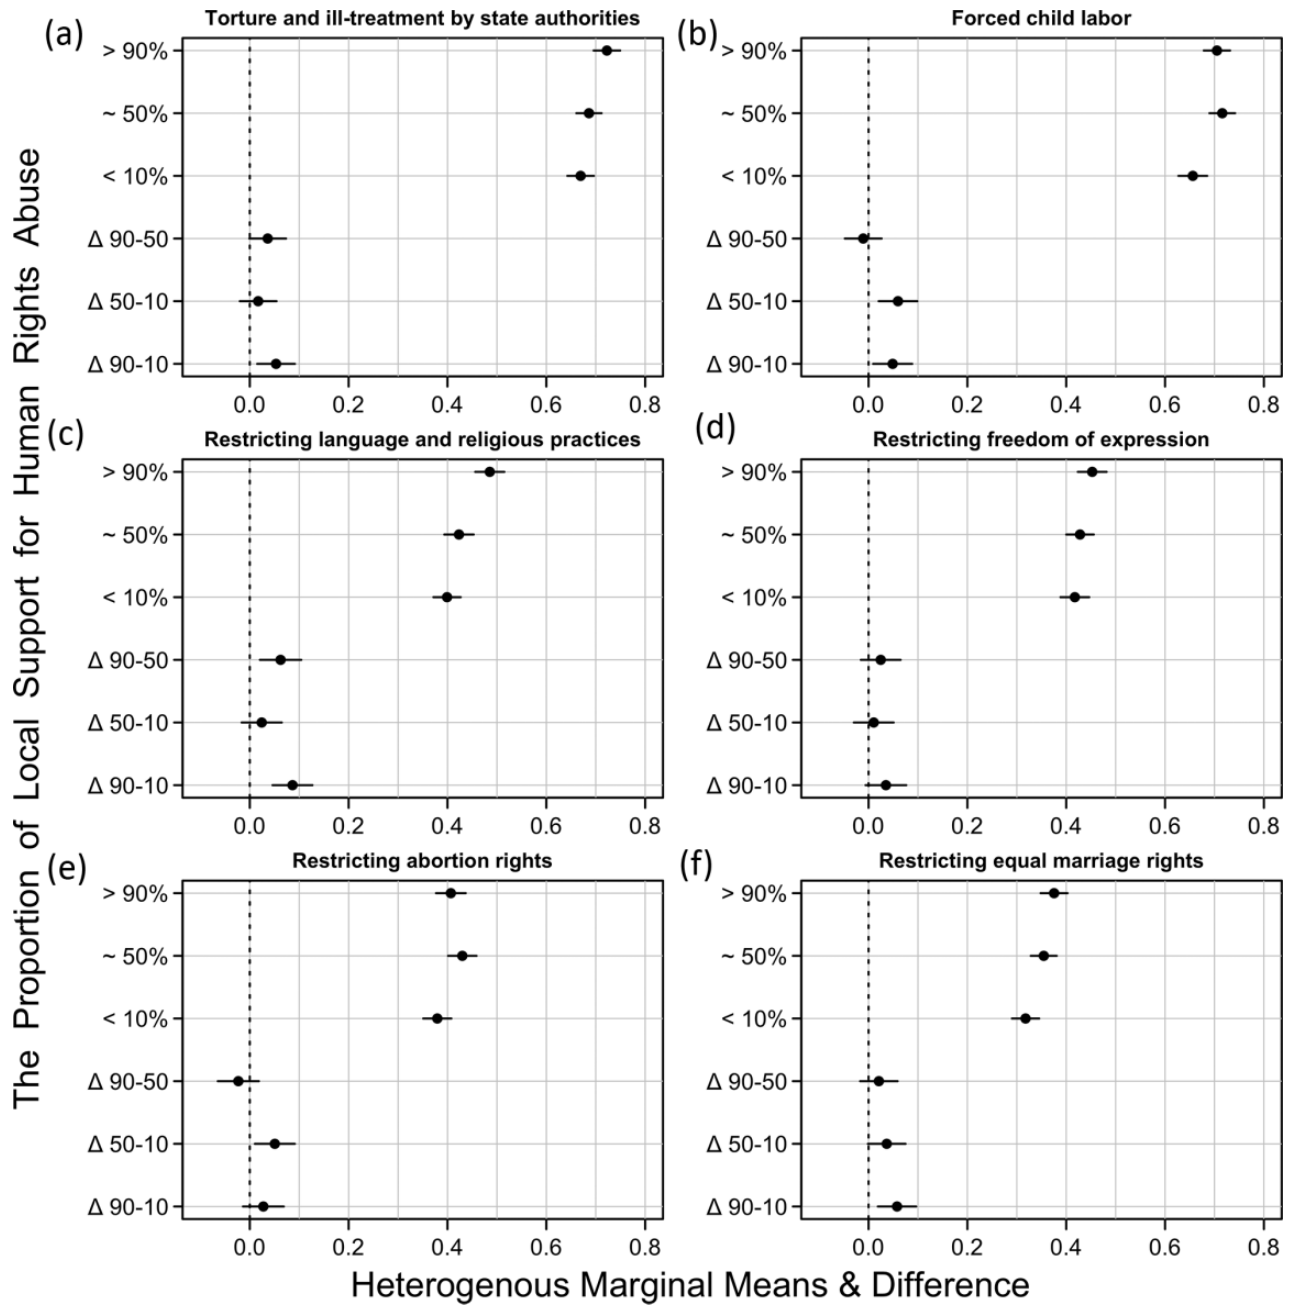 The Proportion of Local Support for Human Rights Abuse
(a)
Torture and ill-treatment by state authorities
> 90%
~ 50%
< 10%
Δ 90-50
Δ 50-10
Δ 90-10
0.0 0.2 0.4 0.6 0.8
(b)
Forced child labor
> 90%
~ 50%
< 10%
Δ 90-50
Δ 50-10
Δ 90-10
0.0 0.2 0.4 0.6 0.8
(c)
Restricting language and religious practices
> 90%
~ 50%
< 10%
Δ 90-50
Δ 50-10
Δ 90-10
0.0 0.2 0.4 0.6 0.8
(d)
Restricting freedom of expression
> 90%
~ 50%
< 10%
Δ 90-50
Δ 50-10
Δ 90-10
0.0 0.2 0.4 0.6 0.8
(e)
Restricting abortion rights
> 90%
~ 50%
< 10%
Δ 90-50
Δ 50-10
Δ 90-10
0.0 0.2 0.4 0.6 0.8
(f)
Restricting equal marriage rights
> 90%
~ 50%
< 10%
Δ 90-50
Δ 50-10
Δ 90-10
0.0 0.2 0.4 0.6 0.8
Heterogenous Marginal Means & Difference